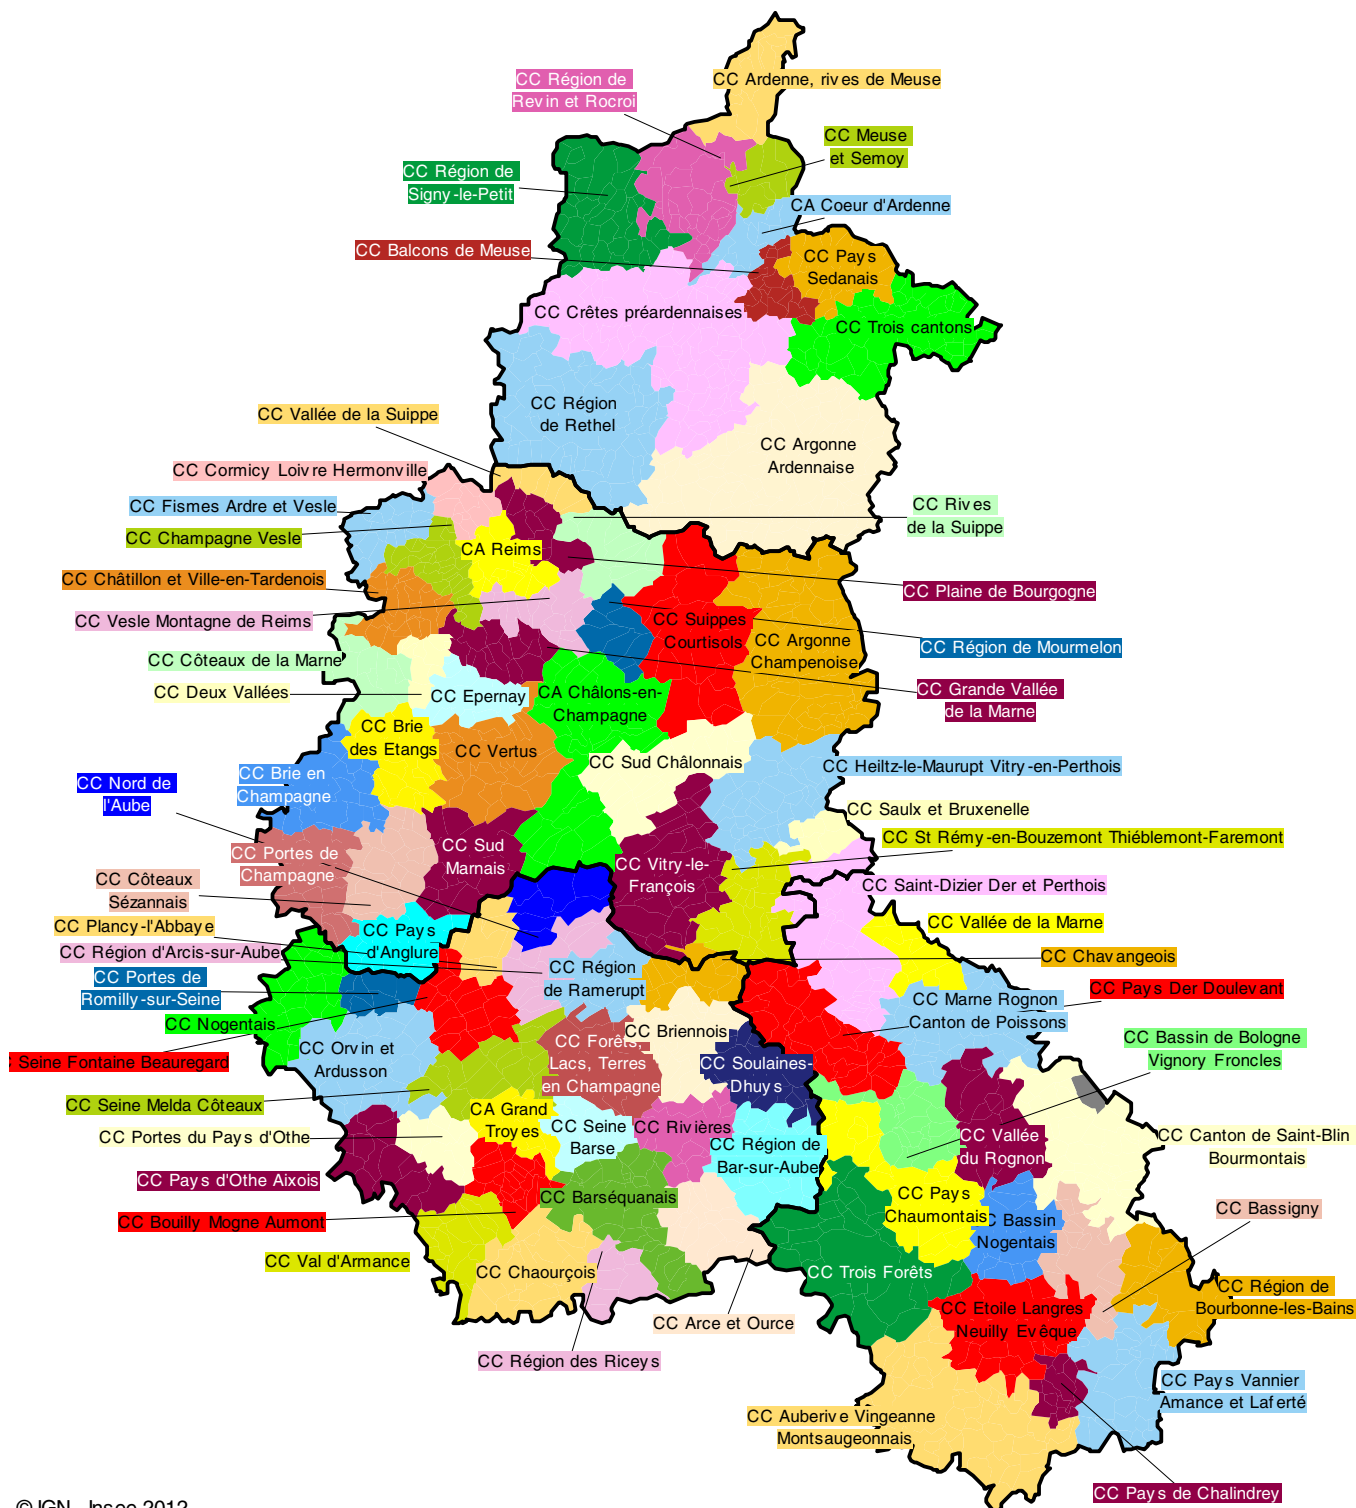 CC Ardenne, rives de Meuse
CC Région de
Revin et Rocroi
CC Meuse
et Semoy
CC Région de
Signy-le-Petit
CA Coeur d'Ardenne
CC Balcons de Meuse
CC Pays
Sedanais
CC Crêtes préardennaises
CC Trois cantons
CC Région
de Rethel
CC Vallée de la Suippe
CC Argonne
Ardennaise
CC Cormicy Loivre Hermonville
CC Fismes Ardre et Vesle
CC Rives
de la Suippe
CC Champagne Vesle
CA Reims
CC Châtillon et Ville-en-Tardenois
CC Plaine de Bourgogne
CC Vesle Montagne de Reims
CC Suippes
Courtisols
CC Argonne
Champenoise
CC Région de Mourmelon
CC Côteaux de la Marne
CC Deux Vallées
CC Epernay
CA Châlons-en-
Champagne
CC Grande Vallée
de la Marne
CC Brie
des Etangs
CC Vertus
CC Sud Châlonnais
CC Heiltz-le-Maurupt Vitry-en-Perthois
CC Brie en
Champagne
CC Nord de
l'Aube
CC Saulx et Bruxenelle
CC St Rémy-en-Bouzemont Thiéblemont-Faremont
CC Portes de
Champagne
CC Sud
Marnais
CC Vitry-le-
François
CC Côteaux
Sézannais
CC Saint-Dizier Der et Perthois
CC Plancy-l'Abbaye
CC Pays
d'Anglure
CC Vallée de la Marne
CC Région d'Arcis-sur-Aube
CC Chavangeois
CC Portes de
Romilly-sur-Seine
CC Région
de Ramerupt
CC Pays Der Doulevant
CC Marne Rognon
Canton de Poissons
CC Nogentais
CC Briennois
CC Bassin de Bologne
Vignory Froncles
Seine Fontaine Beauregard
CC Orvin et
Ardusson
CC Forêts,
Lacs, Terres
en Champagne
CC Soulaines-
Dhuys
CC Seine Melda Côteaux
CA Grand
Troyes
CC Seine
Barse
CC Rivières
CC Portes du Pays d'Othe
CC Région de
Bar-sur-Aube
CC Vallée
du Rognon
CC Canton de Saint-Blin
Bourmontais
CC Pays d'Othe Aixois
CC Barséquanais
CC Pays
Chaumontais
CC Bassin
Nogentais
CC Bassigny
CC Bouilly Mogne Aumont
CC Val d'Armance
CC Chaourçois
CC Trois Forêts
CC Région de
Bourbonne-les-Bains
CC Etoile Langres
Neuilly Evêque
CC Arce et Ource
CC Région des Riceys
CC Pays Vannier
Amance et Laferté
CC Auberive Vingeanne
Montsaugeonnais
CC Pays de Chalindrey
© IGN - Insee 2012